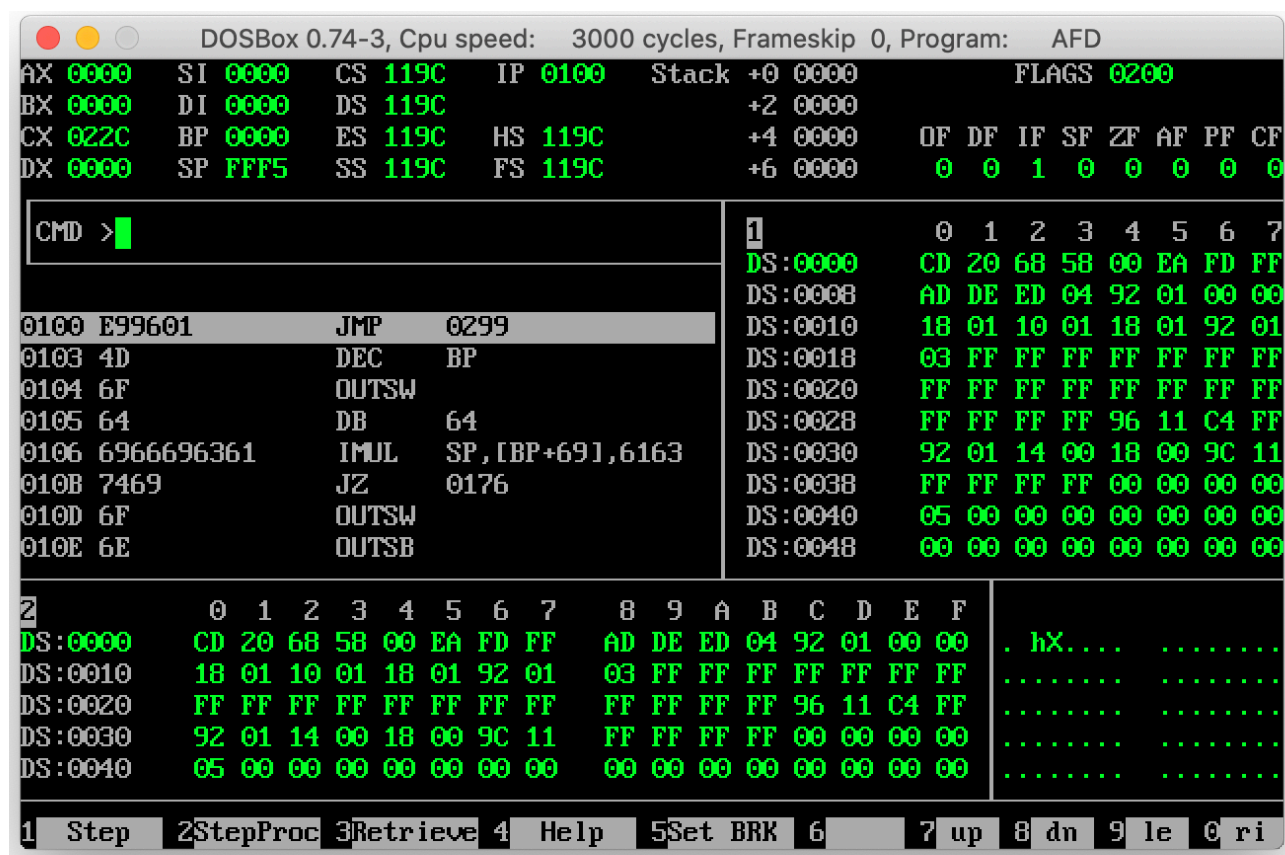 DOSBox 0.74-3, Cpu speed: 3000 cycles, Frameskip 0, Program: AFD
AX 0000 SI 0000 CS 119C IP 0100 Stack +0 0000 FLAGS 0200
BX 0000 DI 0000 DS 119C +2 0000
CX 022C BP 0000 ES 119C HS 119C +4 0000 OF DF IF SF ZF AF PF CF
DX 0000 SP FFF5 SS 119C FS 119C +6 0000 0 0 1 0 0 0 0 0
CMD >
0100 E99601 JMP 0299
0103 4D DEC BP
0104 6F OUTSW
0105 64 DB 64
0106 6966696361 IMUL SP,[BP+69],6163
010B 7469 JZ 0176
010D 6F OUTSW
010E 6E OUTSB
1 0 1 2 3 4 5 6 7
DS:0000 CD 20 68 58 00 EA FD FF
DS:0008 AD DE ED 04 92 01 00 00
DS:0010 18 01 10 01 18 01 92 01
DS:0018 03 FF FF FF FF FF FF FF
DS:0020 FF FF FF FF FF FF FF FF
DS:0028 FF FF FF FF 96 11 C4 FF
DS:0030 92 01 14 00 18 00 9C 11
DS:0038 FF FF FF FF 00 00 00 00
DS:0040 05 00 00 00 00 00 00 00
DS:0048 00 00 00 00 00 00 00 00
2 0 1 2 3 4 5 6 7 8 9 A B C D E F
DS:0000 CD 20 68 58 00 EA FD FF AD DE ED 04 92 01 00 00 . hX.... ........
DS:0010 18 01 10 01 18 01 92 01 03 FF FF FF FF FF FF FF ........ ........
DS:0020 FF FF FF FF FF FF FF FF FF FF FF FF 96 11 C4 FF ........ ........
DS:0030 92 01 14 00 18 00 9C 11 FF FF FF FF 00 00 00 00 ........ ........
DS:0040 05 00 00 00 00 00 00 00 00 00 00 00 00 00 00 00 ........ ........
1 Step 2StepProc 3Retrieve 4 Help 5Set BRK 6 7 up 8 dn 9 le 0 ri